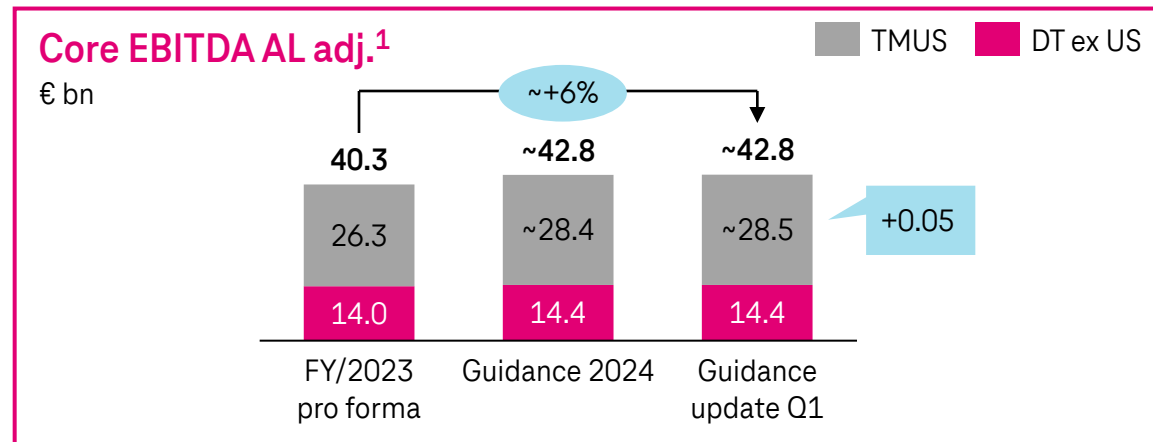 Core EBITDA AL adj.1
€ bn
TMUS
DT ex US
~+6%
40.3
~42.8
~42.8
26.3
~28.4
~28.5
+0.05
14.0
14.4
14.4
FY/2023
pro forma
Guidance 2024
Guidance
update Q1